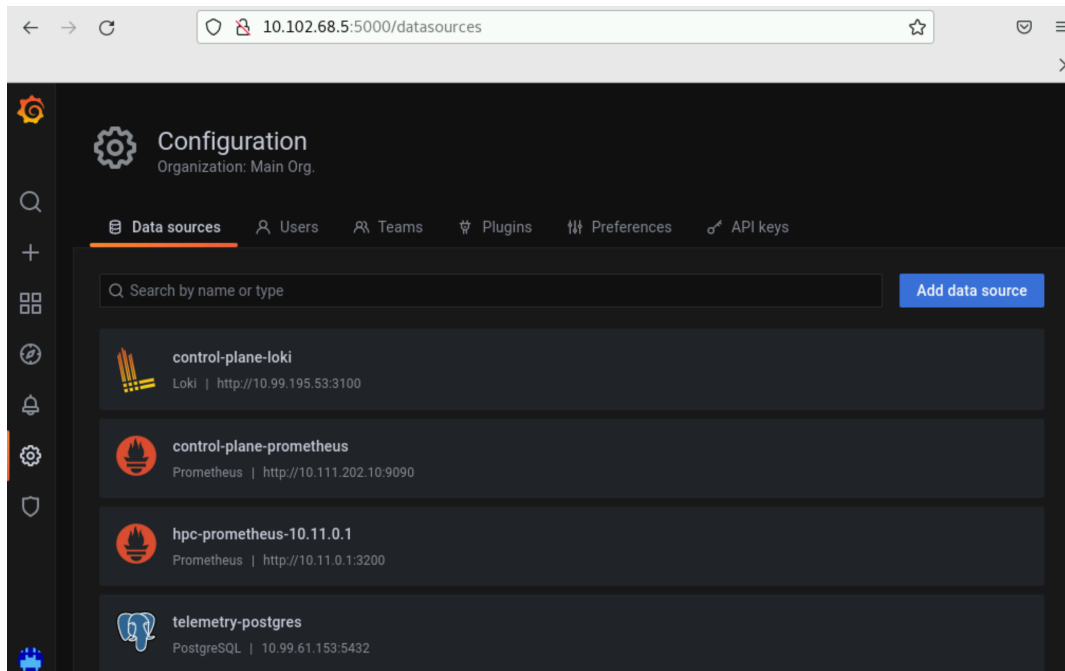 10.102.68.5:5000/datasources
Configuration
Organization: Main Org.
Data sources Users Teams Plugins Preferences API keys
Search by name or type Add data source
control-plane-loki
Loki | http://10.99.195.53:3100
control-plane-prometheus
Prometheus | http://10.111.202.10:9090
hpc-prometheus-10.11.0.1
Prometheus | http://10.11.0.1:3200
telemetry-postgres
PostgreSQL | 10.99.61.153:5432